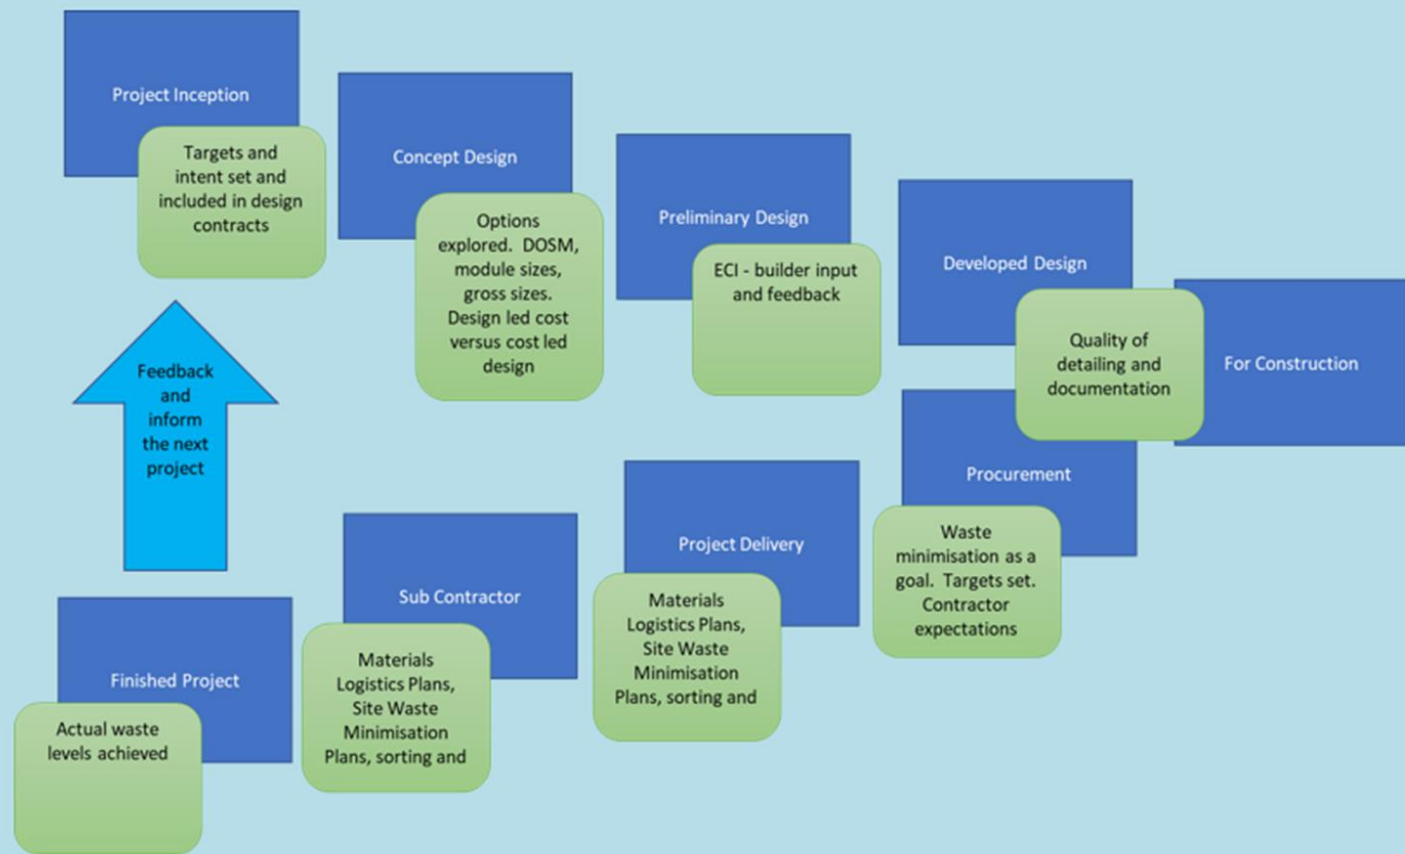 Project Inception
Targets and
intent set and
included in design
contracts
Concept Design
Options
explored.  DOSM,
module sizes,
gross sizes.
Design led cost
versus cost led
design
Preliminary Design
ECI - builder input
and feedback
Developed Design
Quality of
detailing and
documentation
For Construction
Procurement
Waste
minimisation as a
goal.  Targets set.
Contractor
expectations
Project Delivery
Materials
Logistics Plans,
Site Waste
Minimisation
Plans, sorting and
Sub Contractor
Materials
Logistics Plans,
Site Waste
Minimisation
Plans, sorting and
Finished Project
Actual waste
levels achieved
Feedback
and
inform
the next
project